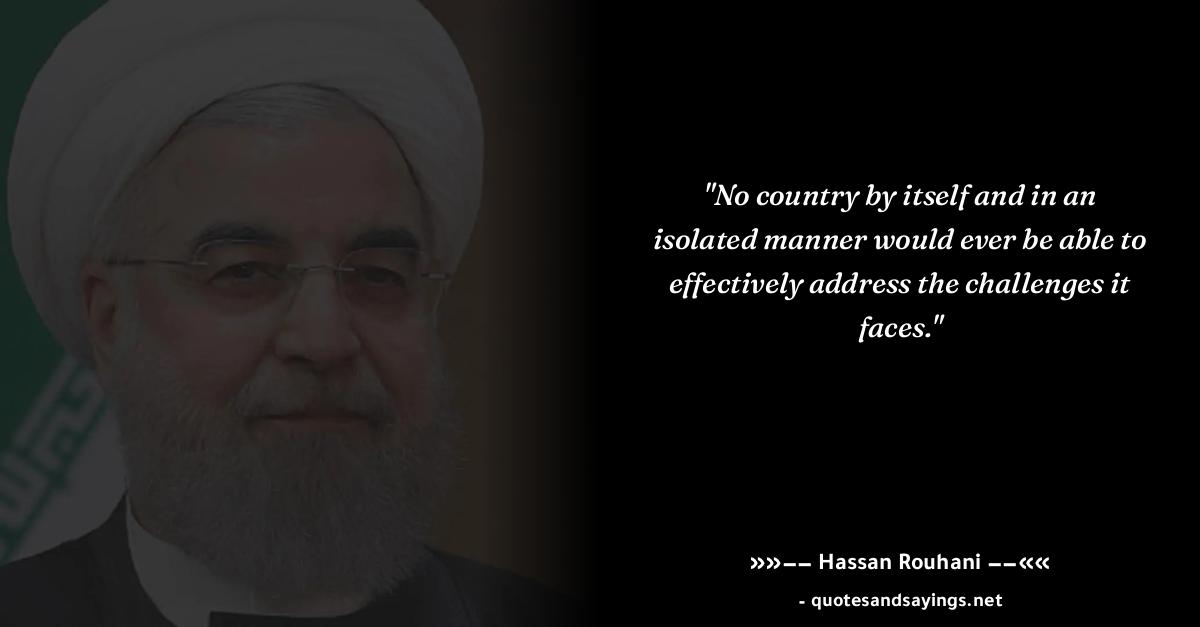 "No country by itself and in an
isolated manner would ever be able to
effectively address the challenges it
faces."
»»–– Hassan Rouhani ––««
- quotesandsayings.net